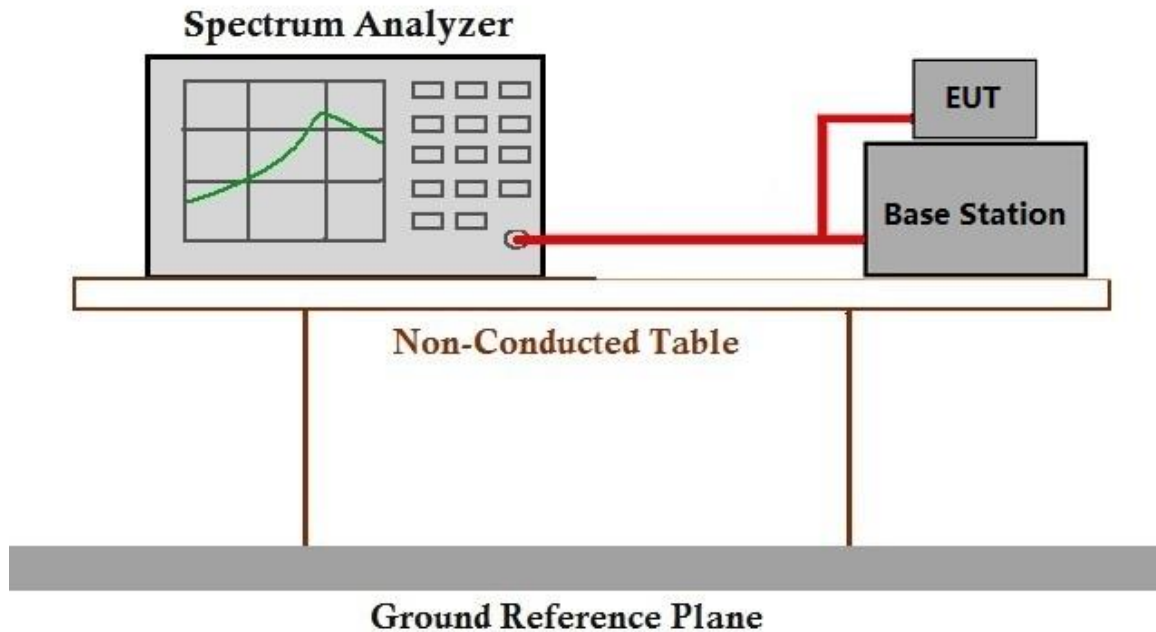 Spectrum Analyzer
EUT
Base Station
Non-Conducted Table
Ground Reference Plane